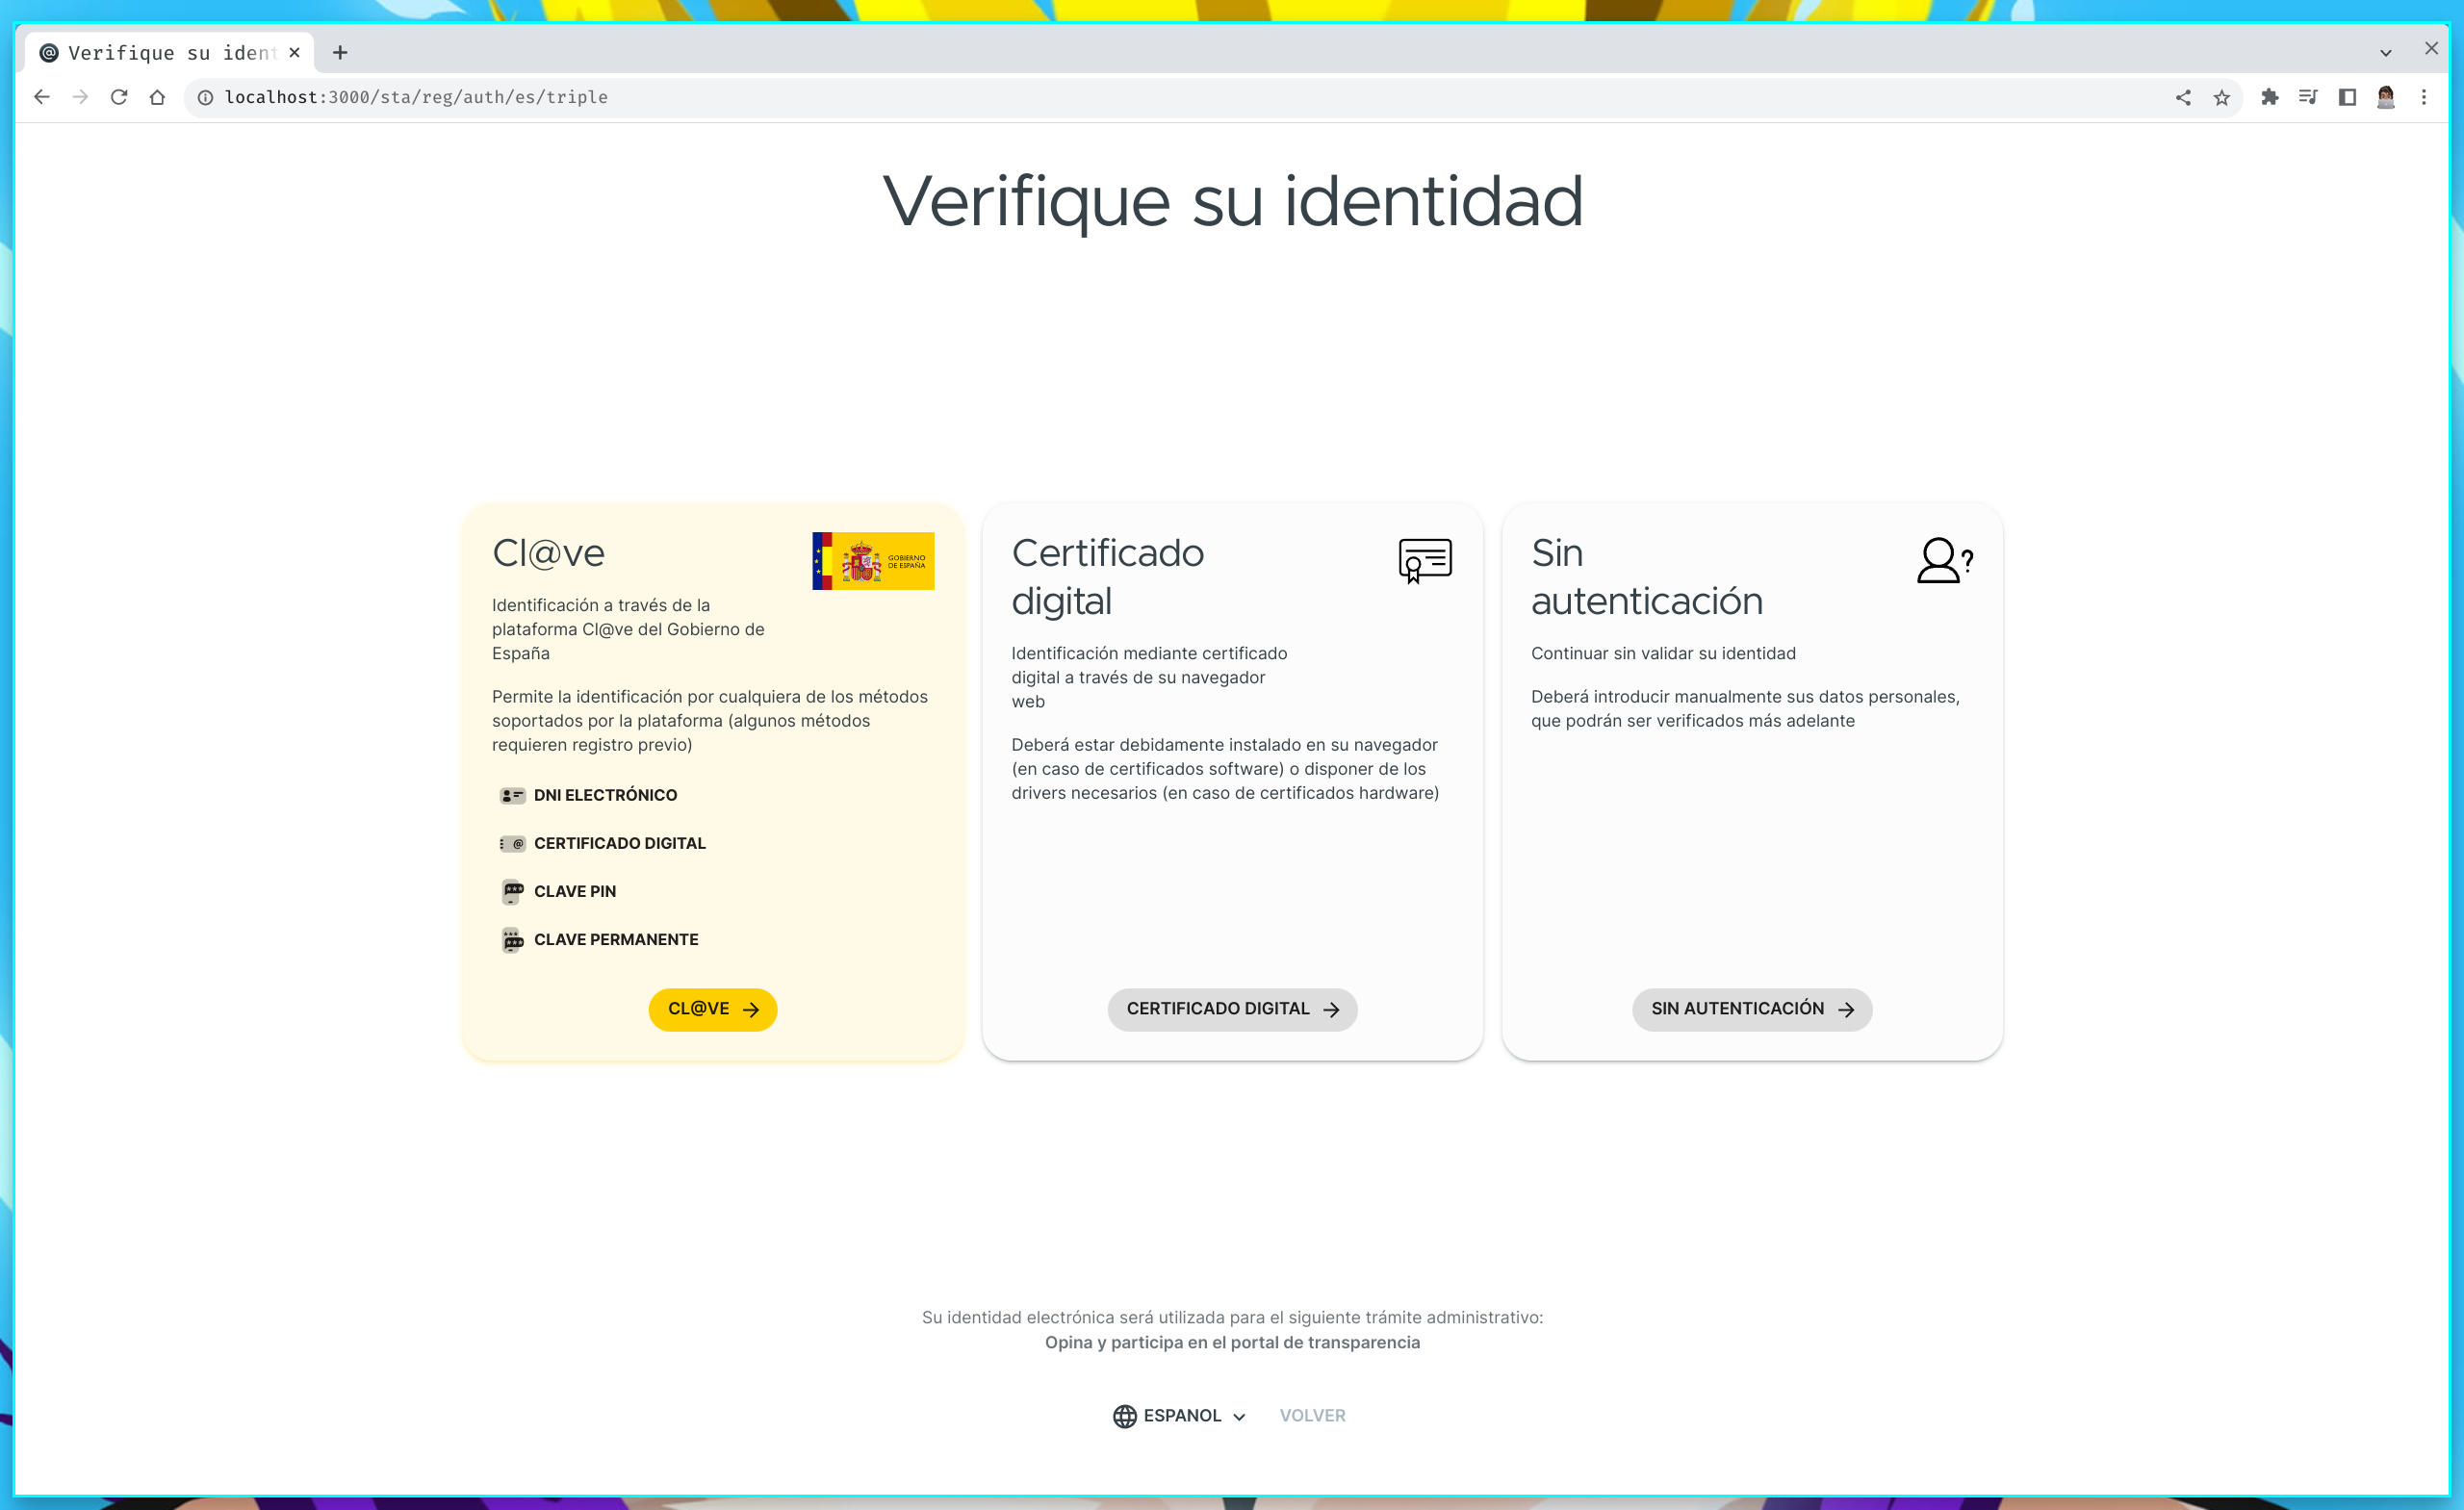 Verifique su ident
localhost:3000/sta/reg/auth/es/triple
Verifique su identidad
Cl@ve
GOBIERNO
DE ESPAÑA
Identificación a través de la
plataforma Cl@ve del Gobierno de
España
Permite la identificación por cualquiera de los métodos
soportados por la plataforma (algunos métodos
requieren registro previo)
DNI ELECTRÓNICO
CERTIFICADO DIGITAL
CLAVE PIN
CLAVE PERMANENTE
CL@VE
Certificado
digital
Identificación mediante certificado
digital a través de su navegador
web
Deberá estar debidamente instalado en su navegador
(en caso de certificados software) o disponer de los
drivers necesarios (en caso de certificados hardware)
CERTIFICADO DIGITAL
Sin
autenticación
Continuar sin validar su identidad
Deberá introducir manualmente sus datos personales,
que podrán ser verificados más adelante
SIN AUTENTICACIÓN
Su identidad electrónica será utilizada para el siguiente trámite administrativo:
Opina y participa en el portal de transparencia
ESPANOL
VOLVER